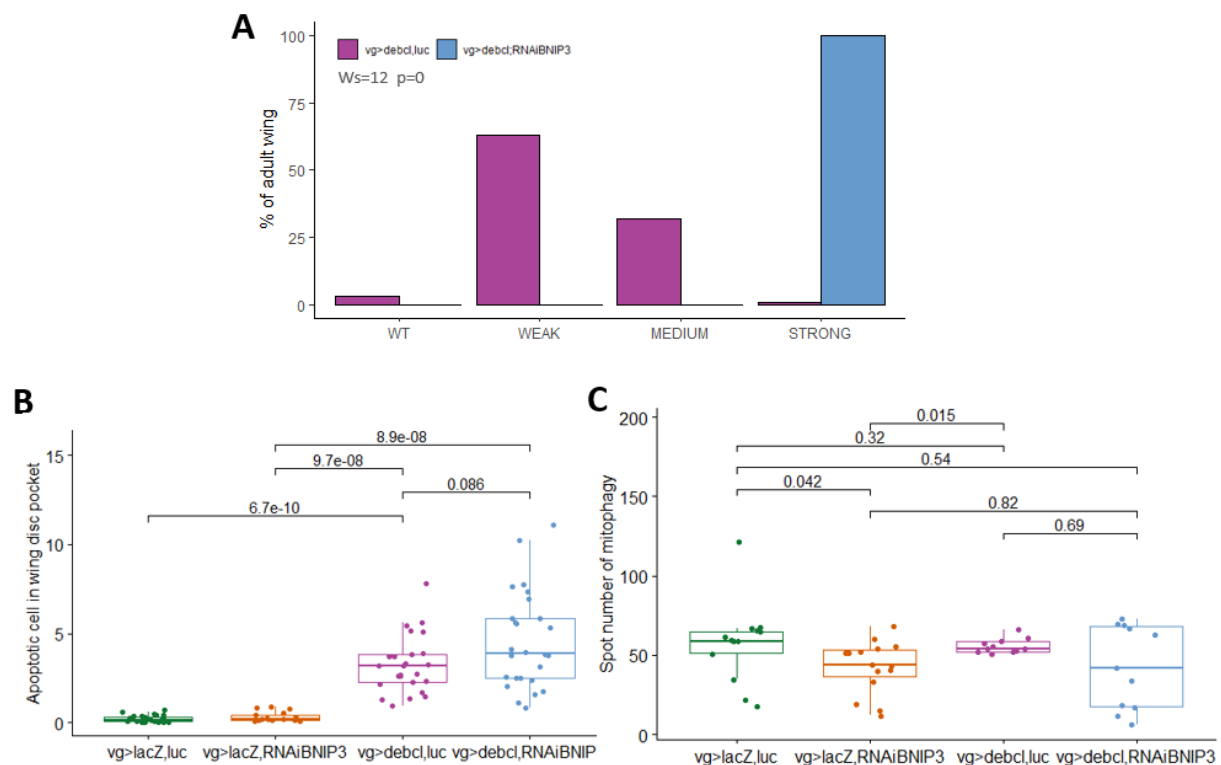 A
% of adult wing
100
75
50
25
0
vg>debcl,luc vg>debcl;RNAiBNIP3
Ws=12 p=0
WT WEAK MEDIUM STRONG
B
Apoptotic cell in wing disc pocket
15
10
5
0
8.9e-08
9.7e-08
0.086
6.7e-10
vg>lacZ,luc vg>lacZ,RNAiBNIP3 vg>debcl,luc vg>debcl,RNAiBNIP
C
Spot number of mitophagy
200
150
100
50
0
0.015
0.32
0.54
0.042
0.82
0.69
vg>lacZ,luc vg>lacZ,RNAiBNIP3 vg>debcl,luc vg>debcl,RNAiBNIP3